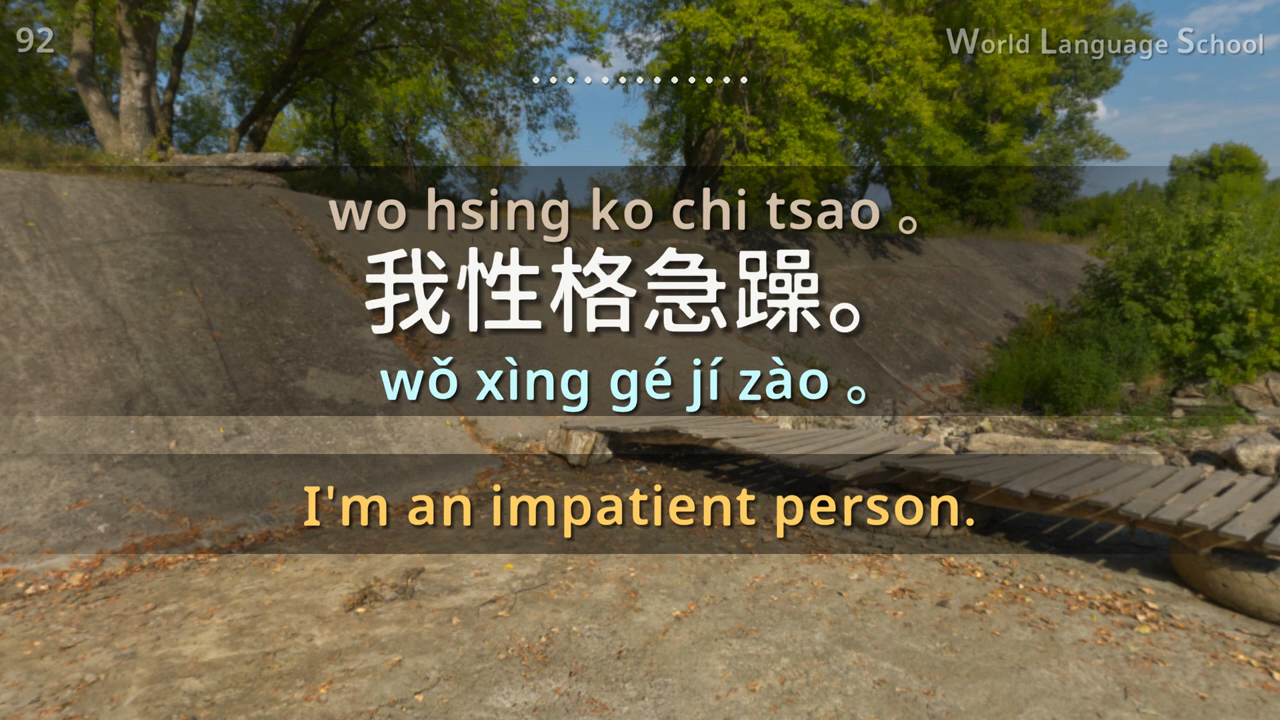 92
World Language School
wo hsing ko chi tsao 。
我性格急躁。
wǒ xìng gé jí zào 。
I'm an impatient person.